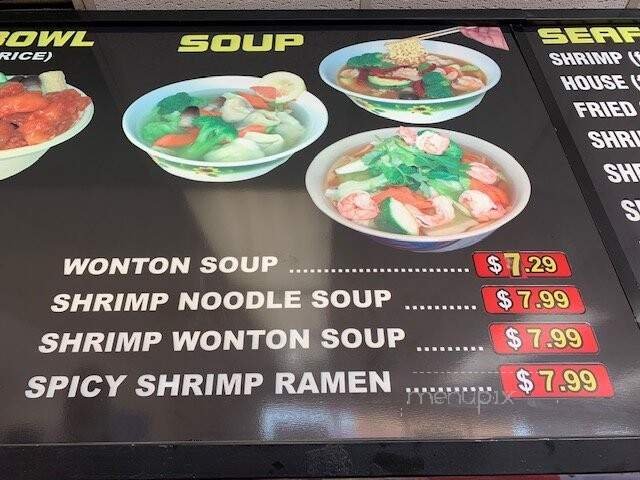 BOWL
RICE)
SOUP
WONTON SOUP .................... $7.29
SHRIMP NOODLE SOUP ......... $7.99
SHRIMP WONTON SOUP ......... $7.99
SPICY SHRIMP RAMEN ........... $7.99
menupix
SEAF
SHRIMP (
HOUSE
FRIED
SHRI
SH
S